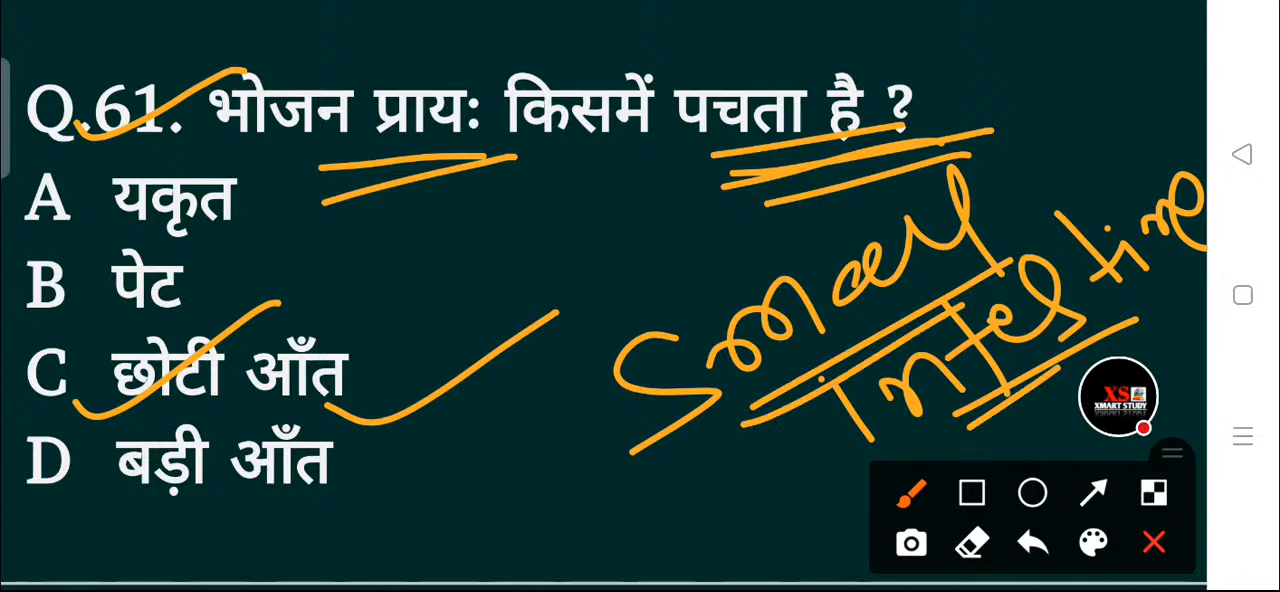 Q.61. भोजन प्रायः किसमें पचता है ?
A यकृत
B पेट
C छोटी आँत
D बड़ी आँत
Small
Intestine
XS
XMART STUDY